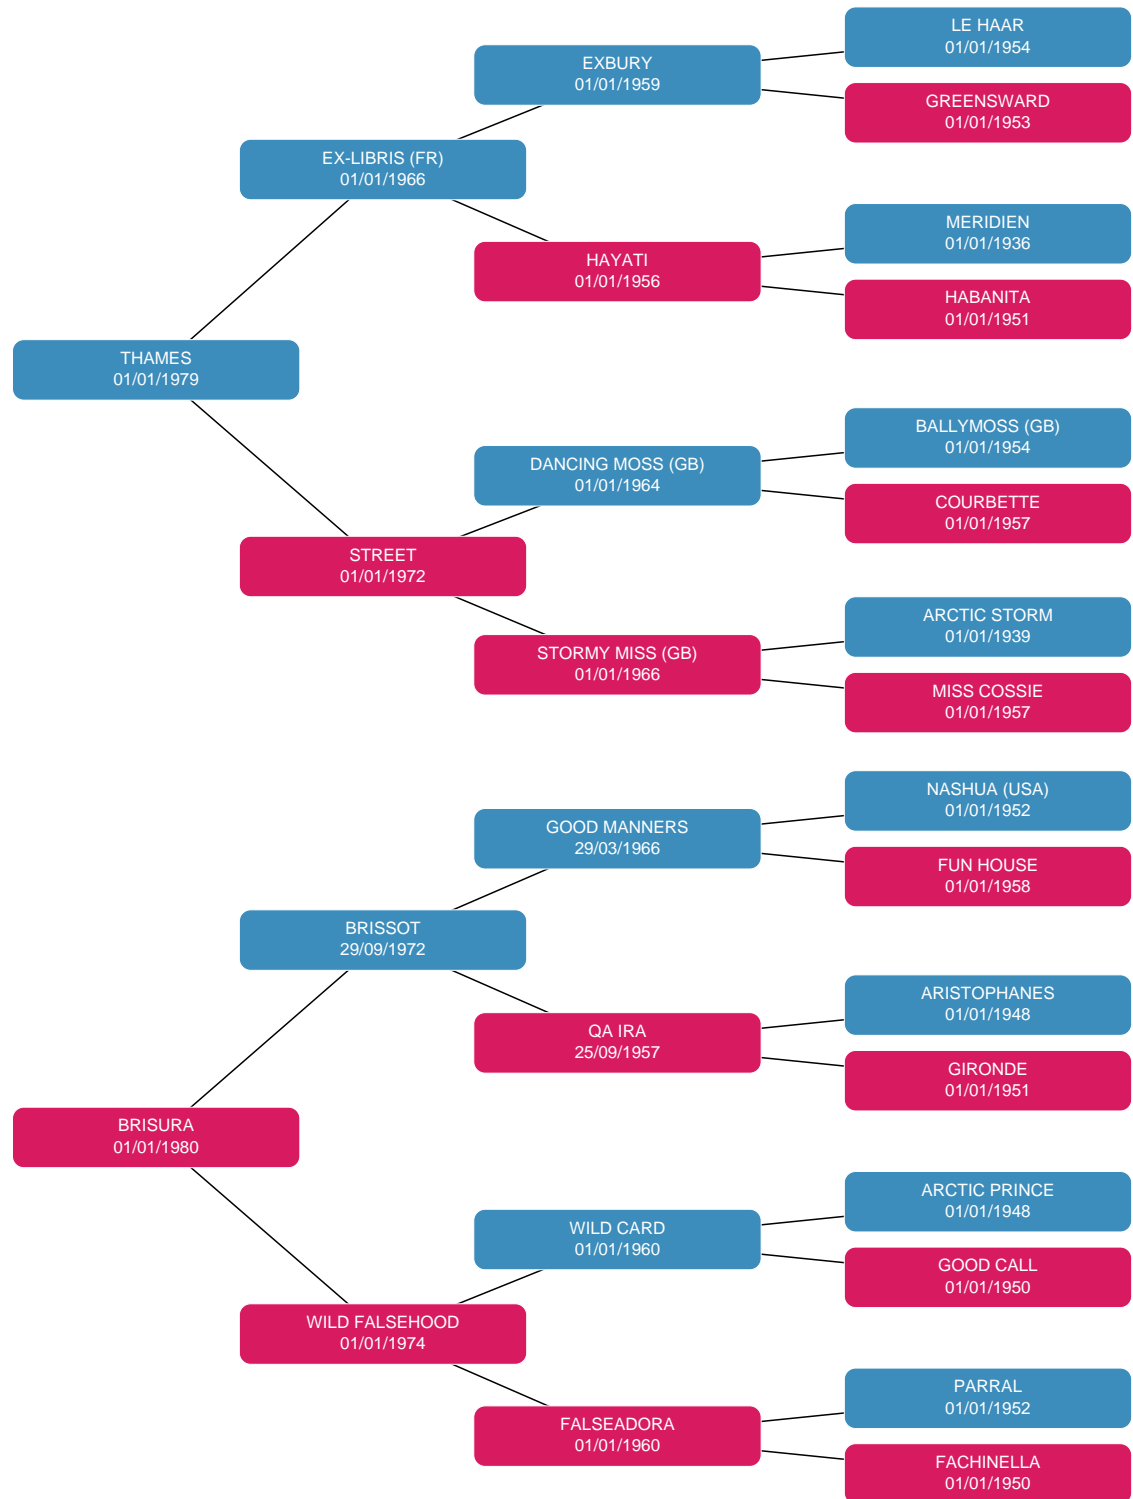 LE HAAR
01/01/1954
EXBURY
01/01/1959
GREENSWARD
01/01/1953
EX-LIBRIS (FR)
01/01/1966
MERIDIEN
01/01/1936
HAYATI
01/01/1956
HABANITA
01/01/1951
THAMES
01/01/1979
BALLYMOSS (GB)
01/01/1954
DANCING MOSS (GB)
01/01/1964
COURBETTE
01/01/1957
STREET
01/01/1972
ARCTIC STORM
01/01/1939
STORMY MISS (GB)
01/01/1966
MISS COSSIE
01/01/1957
NASHUA (USA)
01/01/1952
GOOD MANNERS
29/03/1966
FUN HOUSE
01/01/1958
BRISSOT
29/09/1972
ARISTOPHANES
01/01/1948
QA IRA
25/09/1957
GIRONDE
01/01/1951
BRISURA
01/01/1980
ARCTIC PRINCE
01/01/1948
WILD CARD
01/01/1960
GOOD CALL
01/01/1950
WILD FALSEHOOD
01/01/1974
PARRAL
01/01/1952
FALSEADORA
01/01/1960
FACHINELLA
01/01/1950